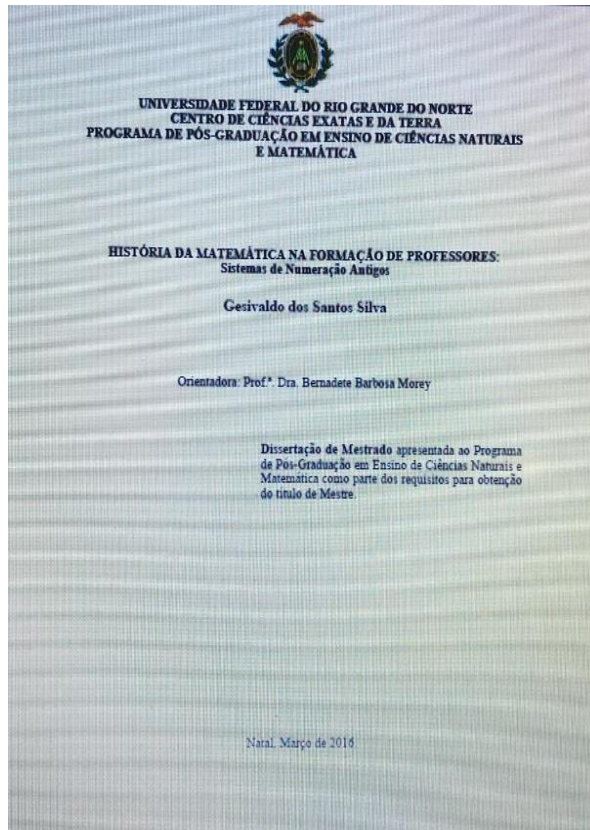 UNIVERSIDADE FEDERAL DO RIO GRANDE DO NORTE
CENTRO DE CIÊNCIAS EXATAS E DA TERRA
PROGRAMA DE PÓS-GRADUAÇÃO EM ENSINO DE CIÊNCIAS NATURAIS
E MATEMÁTICA
HISTÓRIA DA MATEMÁTICA NA FORMAÇÃO DE PROFESSORES:
Sistemas de Numeração Antigos
Gesivaldo dos Santos Silva
Orientadora: Prof.ª. Dra. Bernadete Barbosa Morey
Dissertação de Mestrado apresentada ao Programa
de Pós-Graduação em Ensino de Ciências Naturais e
Matemática como parte dos requisitos para obtenção
do título de Mestre.
Natal, Março de 2016